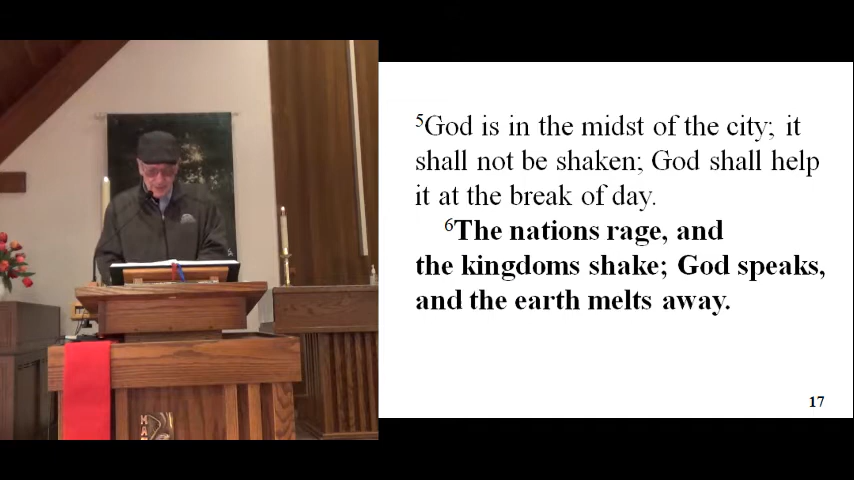 ⁵God is in the midst of the city; it
shall not be shaken; God shall help
it at the break of day.
⁶The nations rage, and
the kingdoms shake; God speaks,
and the earth melts away.
17